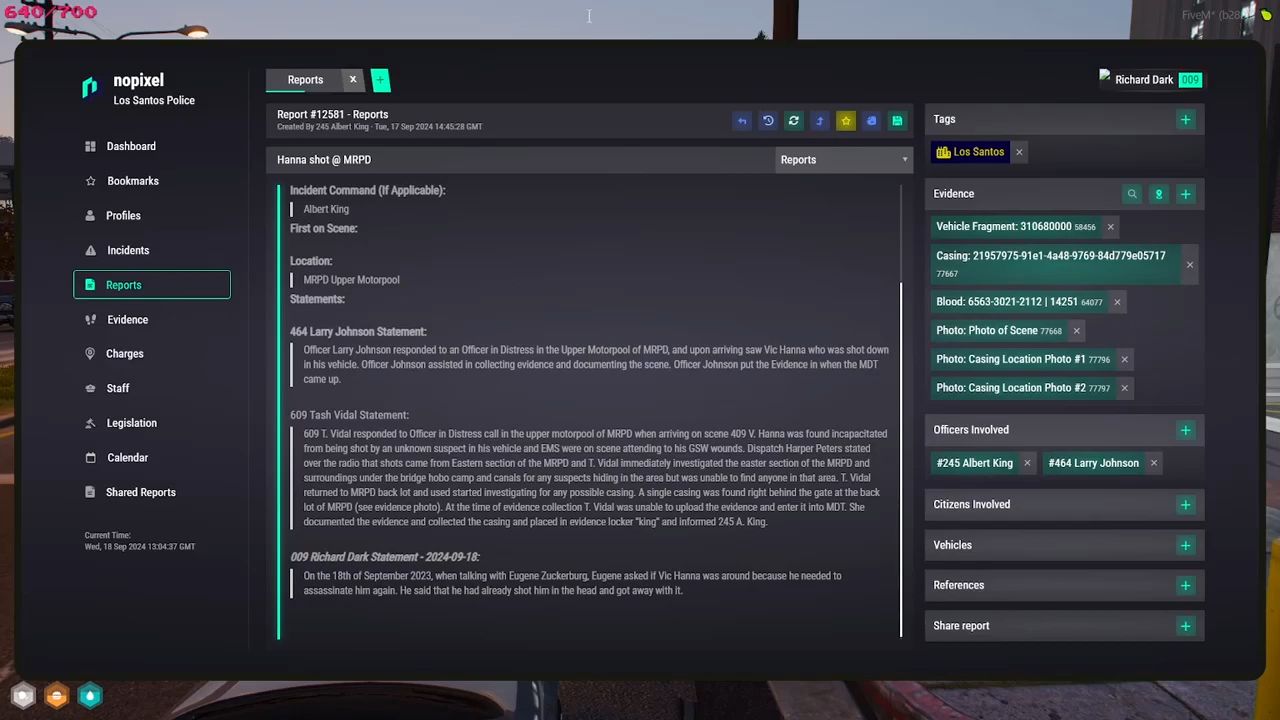 640/700
FiveM* (b28
nopixel
Los Santos Police
Dashboard
Bookmarks
Profiles
Incidents
Reports
Evidence
Charges
Staff
Legislation
Calendar
Shared Reports
Current Time:
Wed, 18 Sep 2024 13:04:37 GMT
Reports x +
Richard Dark 009
Report #12581 - Reports
Created By 245 Albert King - Tue, 17 Sep 2024 14:45:28 GMT
Hanna shot @ MRPD
Reports
Incident Command (If Applicable):
Albert King
First on Scene:
Location:
MRPD Upper Motorpool
Statements:
464 Larry Johnson Statement:
Officer Larry Johnson responded to an Officer in Distress in the Upper Motorpool of MRPD, and upon arriving saw Vic Hanna who was shot down
in his vehicle. Officer Johnson assisted in collecting evidence and documenting the scene. Officer Johnson put the Evidence in when the MDT
came up.
609 Tash Vidal Statement:
609 T. Vidal responded to Officer in Distress call in the upper motorpool of MRPD when arriving on scene 409 V. Hanna was found incapacitated
from being shot by an unknown suspect in his vehicle and EMS were on scene attending to his GSW wounds. Dispatch Harper Peters stated
over the radio that shots came from Eastern section of the MRPD and T. Vidal immediately investigated the easter section of the MRPD and
surroundings under the bridge hobo camp and canals for any suspects hiding in the area but was unable to find anyone in that area. T. Vidal
returned to MRPD back lot and used started investigating for any possible casing. A single casing was found right behind the gate at the back
lot of MRPD (see evidence photo). At the time of evidence collection T. Vidal was unable to upload the evidence and enter it into MDT. She
documented the evidence and collected the casing and placed in evidence locker "king" and informed 245 A. King.
009 Richard Dark Statement - 2024-09-18:
On the 18th of September 2023, when talking with Eugene Zuckerburg, Eugene asked if Vic Hanna was around because he needed to
assassinate him again. He said that he had already shot him in the head and got away with it.
Tags +
Los Santos x
Evidence +
Vehicle Fragment: 310680000 58456 x
Casing: 21957975-91e1-4a48-9769-84d779e05717
77667 x
Blood: 6563-3021-2112 | 14251 64077 x
Photo: Photo of Scene 77668 x
Photo: Casing Location Photo #1 77796 x
Photo: Casing Location Photo #2 77797 x
Officers Involved +
#245 Albert King x #464 Larry Johnson x
Citizens Involved +
Vehicles +
References +
Share report +